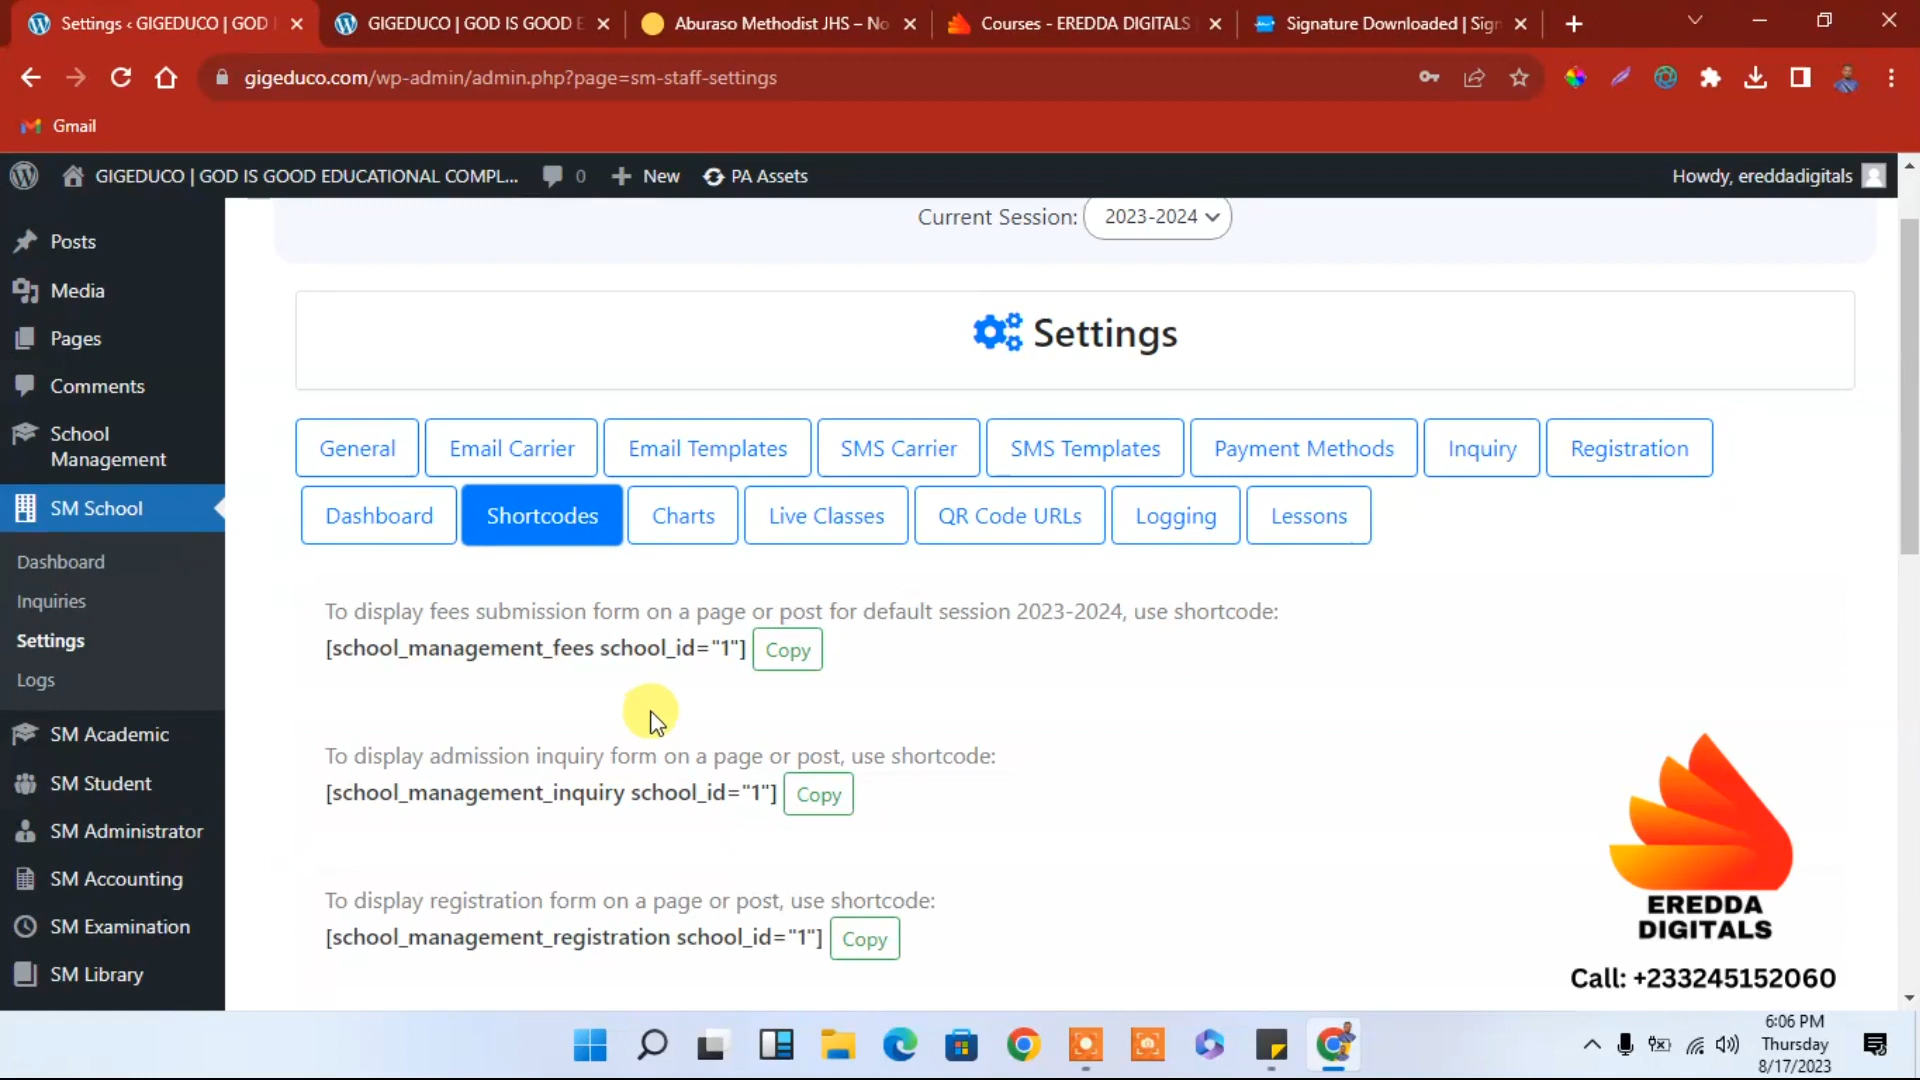 Settings ‹ GIGEDUCO | GOD
GIGEDUCO | GOD IS GOOD E
Aburaso Methodist JHS – No
Courses - EREDDA DIGITALS
Signature Downloaded | Sign
gigeduco.com/wp-admin/admin.php?page=sm-staff-settings
Gmail
GIGEDUCO | GOD IS GOOD EDUCATIONAL COMPL...
0
New
PA Assets
Howdy, ereddadigitals
Posts
Media
Pages
Comments
School
Management
SM School
Dashboard
Inquiries
Settings
Logs
SM Academic
SM Student
SM Administrator
SM Accounting
SM Examination
SM Library
Current Session: 2023-2024
Settings
General Email Carrier Email Templates SMS Carrier SMS Templates Payment Methods Inquiry Registration
Dashboard Shortcodes Charts Live Classes QR Code URLs Logging Lessons
To display fees submission form on a page or post for default session 2023-2024, use shortcode:
[school_management_fees school_id="1"] Copy
To display admission inquiry form on a page or post, use shortcode:
[school_management_inquiry school_id="1"] Copy
To display registration form on a page or post, use shortcode:
[school_management_registration school_id="1"] Copy
EREDDA
DIGITALS
Call: +233245152060
6:06 PM
Thursday
8/17/2023